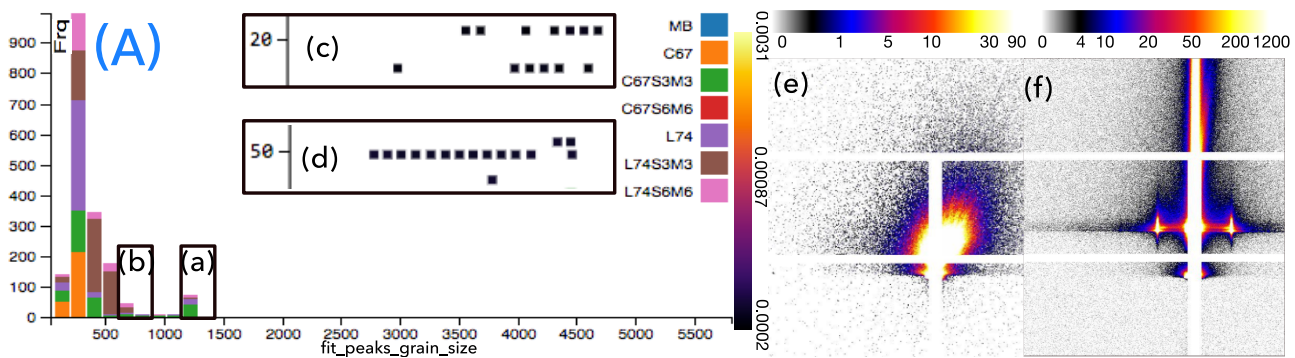 Frq
(A)
900
800
700
600
500
400
300
200
100
0
500
1000
1500
2000
2500
3000
3500
4000
4500
5000
5500
fit_peaks_grain_size
(b)
(a)
20
(c)
50
(d)
MB
C67
C67S3M3
C67S6M6
L74
L74S3M3
L74S6M6
0.0031
0.00087
0.0002
0 1 5 10 30 90
(e)
0 4 10 20 50 200 1200
(f)